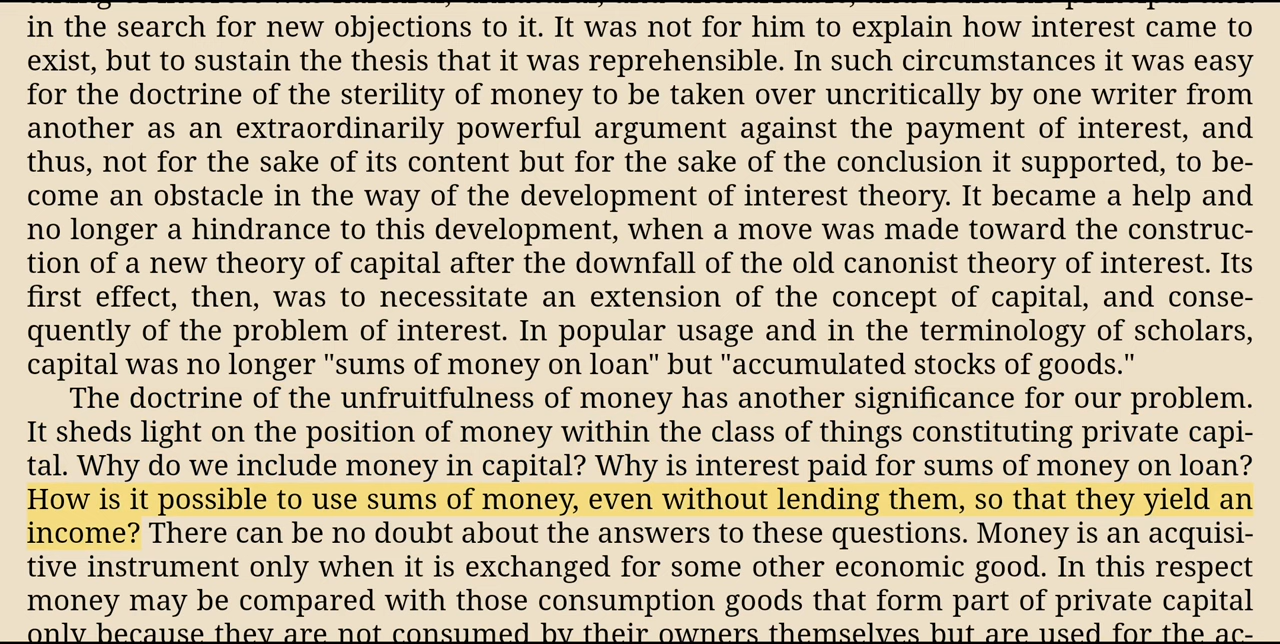 in the search for new objections to it. It was not for him to explain how interest came to
exist, but to sustain the thesis that it was reprehensible. In such circumstances it was easy
for the doctrine of the sterility of money to be taken over uncritically by one writer from
another as an extraordinarily powerful argument against the payment of interest, and
thus, not for the sake of its content but for the sake of the conclusion it supported, to be-
come an obstacle in the way of the development of interest theory. It became a help and
no longer a hindrance to this development, when a move was made toward the construc-
tion of a new theory of capital after the downfall of the old canonist theory of interest. Its
first effect, then, was to necessitate an extension of the concept of capital, and conse-
quently of the problem of interest. In popular usage and in the terminology of scholars,
capital was no longer "sums of money on loan" but "accumulated stocks of goods."
The doctrine of the unfruitfulness of money has another significance for our problem.
It sheds light on the position of money within the class of things constituting private capi-
tal. Why do we include money in capital? Why is interest paid for sums of money on loan?
How is it possible to use sums of money, even without lending them, so that they yield an
income? There can be no doubt about the answers to these questions. Money is an acquisi-
tive instrument only when it is exchanged for some other economic good. In this respect
money may be compared with those consumption goods that form part of private capital
only because they are not consumed by their owners themselves but are used for the ac-